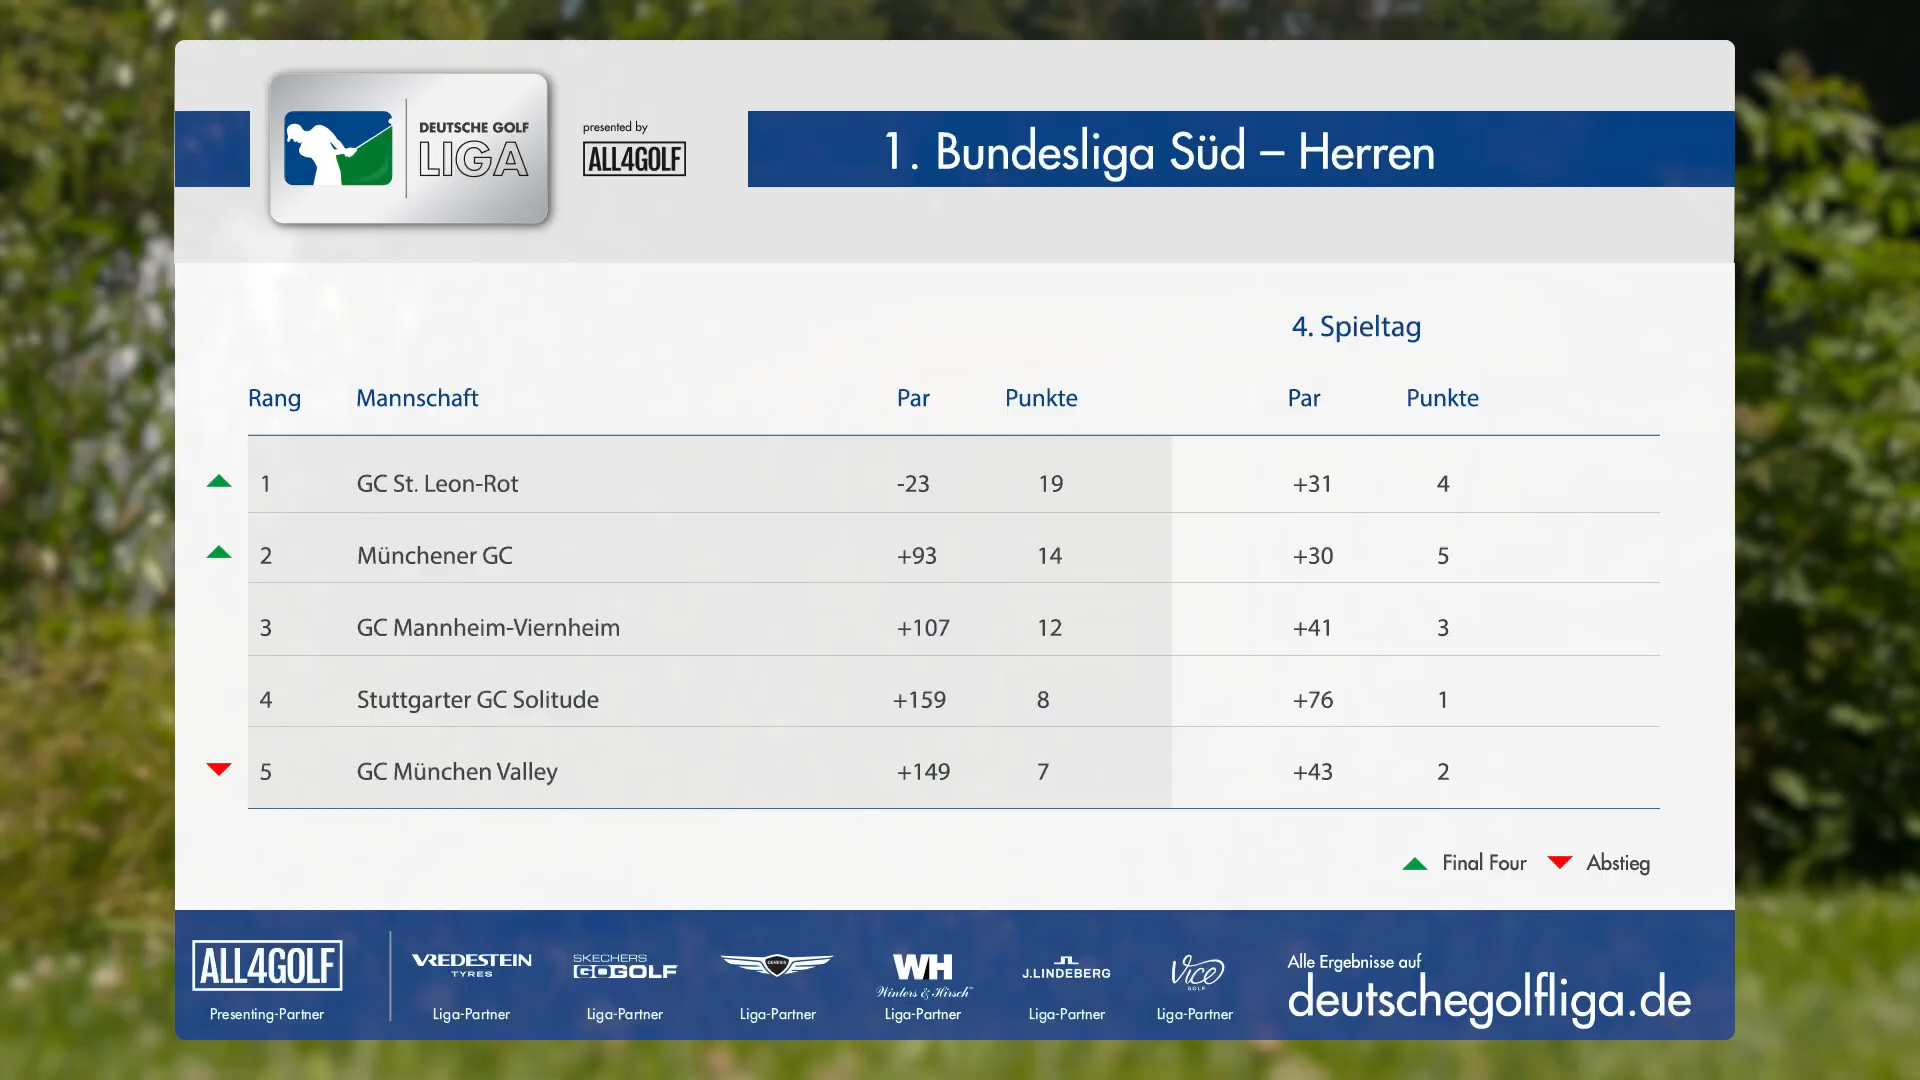 DEUTSCHE GOLF
LIGA
presented by
ALL4GOLF
1. Bundesliga Süd – Herren
4. Spieltag
Rang Mannschaft Par Punkte Par Punkte
1 GC St. Leon-Rot -23 19 +31 4
2 Münchener GC +93 14 +30 5
3 GC Mannheim-Viernheim +107 12 +41 3
4 Stuttgarter GC Solitude +159 8 +76 1
5 GC München Valley +149 7 +43 2
Final Four Abstieg
ALL4GOLF
Presenting-Partner
VREDESTEIN
TYRES
Liga-Partner
SKECHERS
GO GOLF
Liga-Partner
GENESIS
Liga-Partner
WH
Winters & Hirsch™
Liga-Partner
J.LINDEBERG
Liga-Partner
Vice
GOLF
Liga-Partner
Alle Ergebnisse auf
deutschegolfliga.de